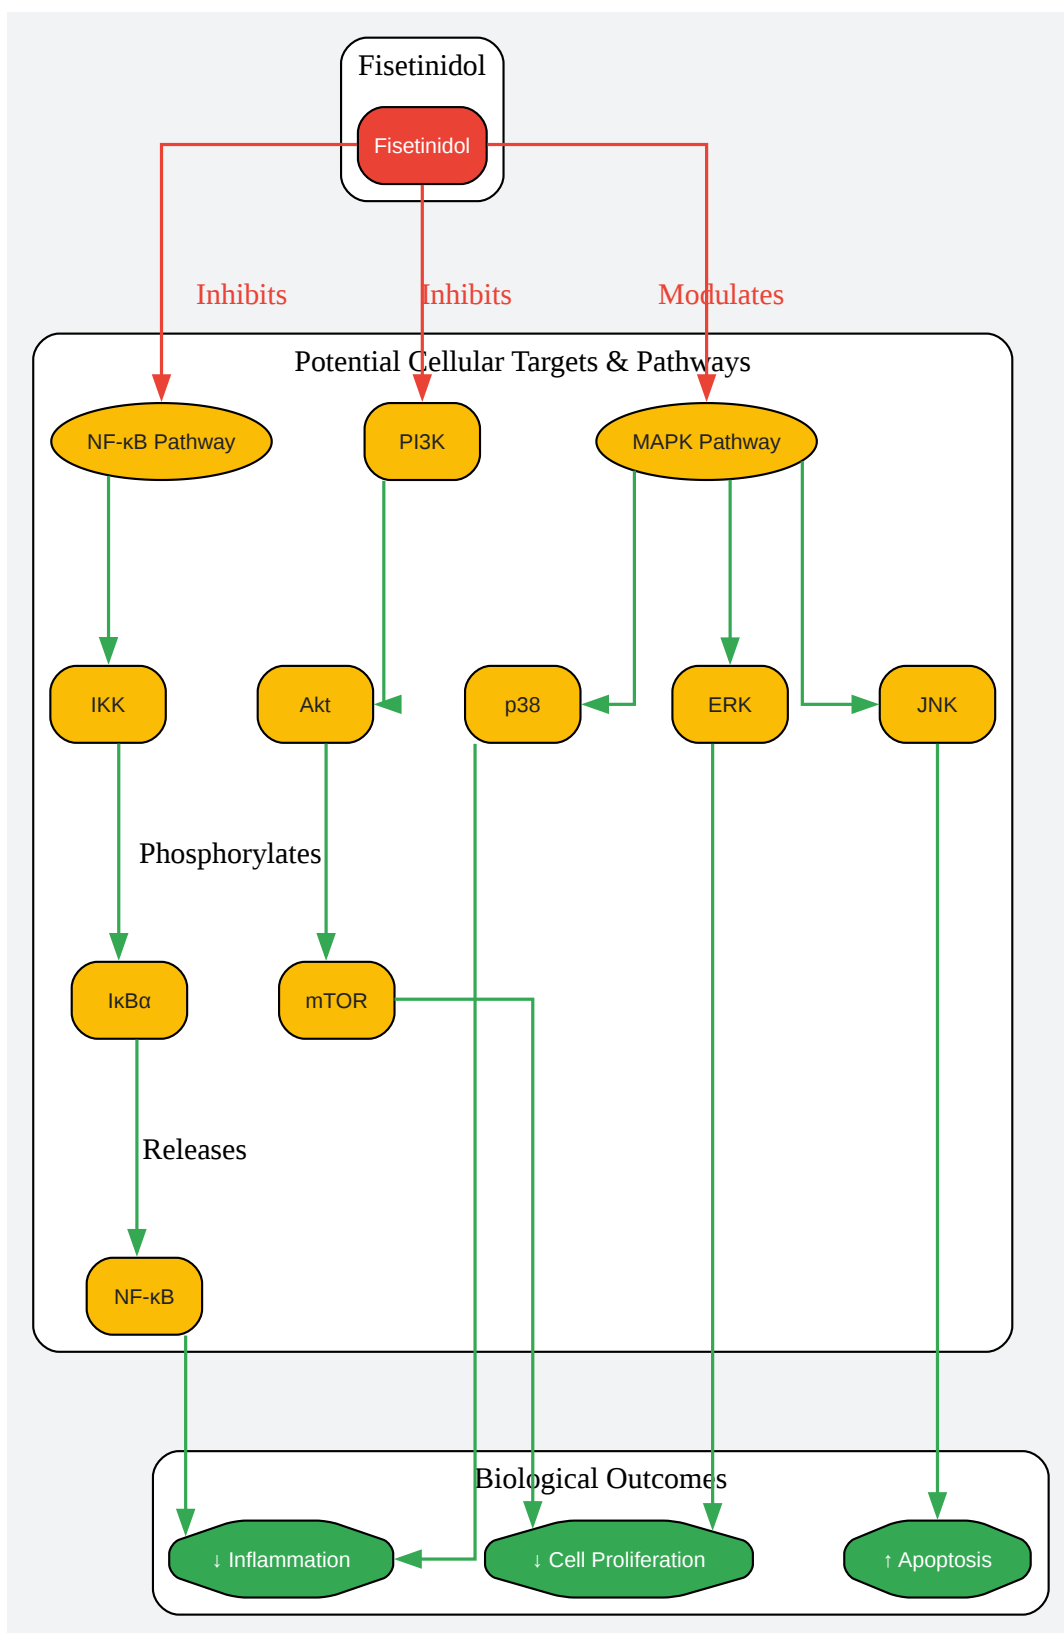 Fisetinidol
Fisetinidol
Inhibits
Inhibits
Modulates
Potential Cellular Targets & Pathways
NF-κB Pathway
PI3K
MAPK Pathway
IKK
Akt
p38
ERK
JNK
Phosphorylates
IκBα
mTOR
Releases
NF-κB
Biological Outcomes
↓ Inflammation
↓ Cell Proliferation
↑ Apoptosis